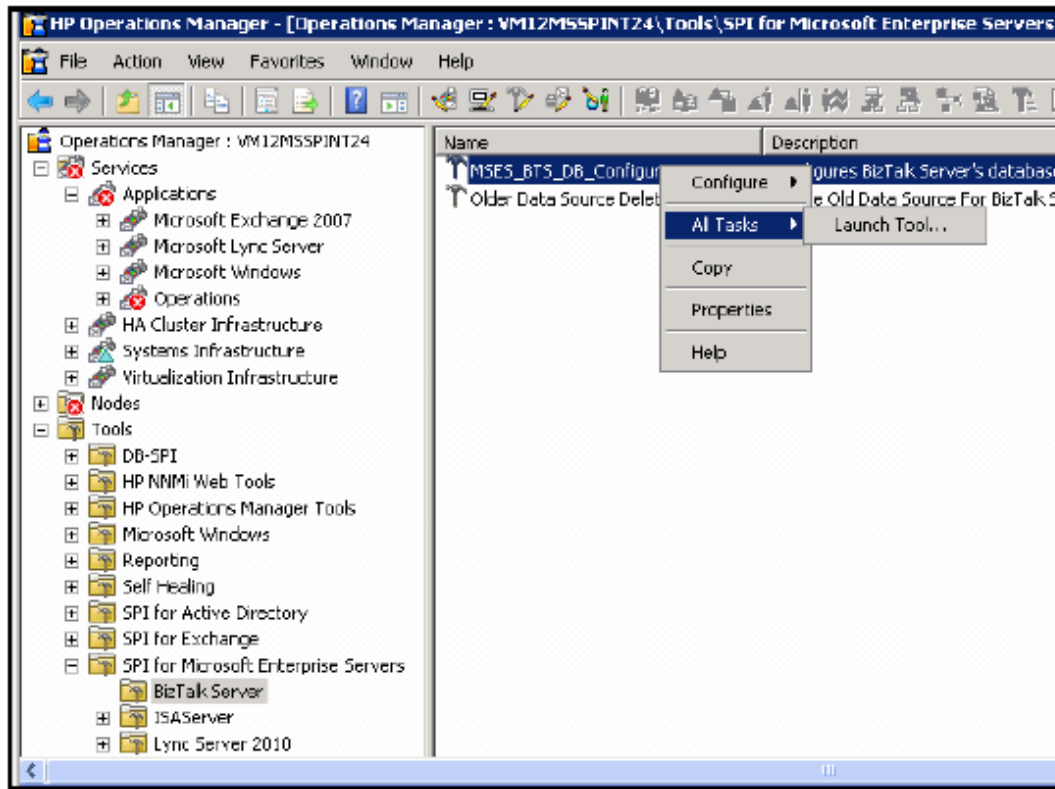 HP Operations Manager - [Operations Manager : VM12MSSPINT24\Tools\SPI for Microsoft Enterprise Servers
File Action View Favorites Window Help
Operations Manager : VM12MSSPINT24
Services
Applications
Microsoft Exchange 2007
Microsoft Lync Server
Microsoft Windows
Operations
HA Cluster Infrastructure
Systems Infrastructure
Virtualization Infrastructure
Nodes
Tools
DB-SPI
HP NNMi Web Tools
HP Operations Manager Tools
Microsoft Windows
Reporting
Self Healing
SPI for Active Directory
SPI for Exchange
SPI for Microsoft Enterprise Servers
BizTalk Server
ISAServer
Lync Server 2010
Name Description
MSES_BTS_DB_Configur gures BizTalk Server's database
Older Data Source Delet e Old Data Source For BizTalk S
Configure
All Tasks
Launch Tool...
Copy
Properties
Help